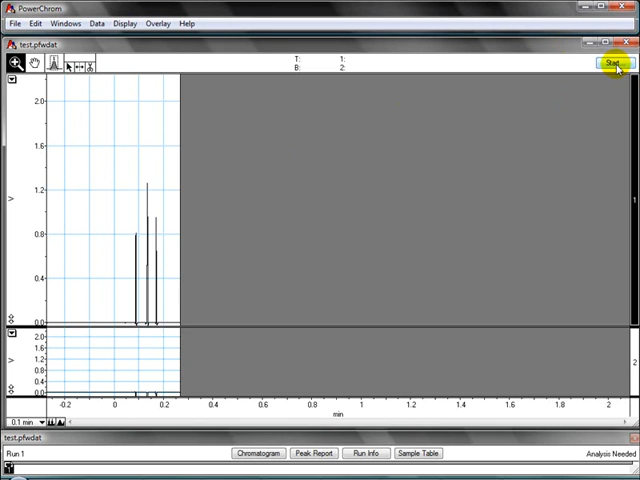 PowerChrom
File Edit Windows Data Display Overlay Help
test.pfwdat
T: 1:
B: 2:
Start...
2.0
1.6
1.2
V
0.8
0.4
0.0
1
2.0
1.6
1.2
V
0.8
0.4
0.0
2
-0.2 0 0.2 0.4 0.6 0.8 1 1.2 1.4 1.6 1.8 2
min
0.1 min
test.pfwdat
Run 1 Chromatogram Peak Report Run Info Sample Table Analysis Needed